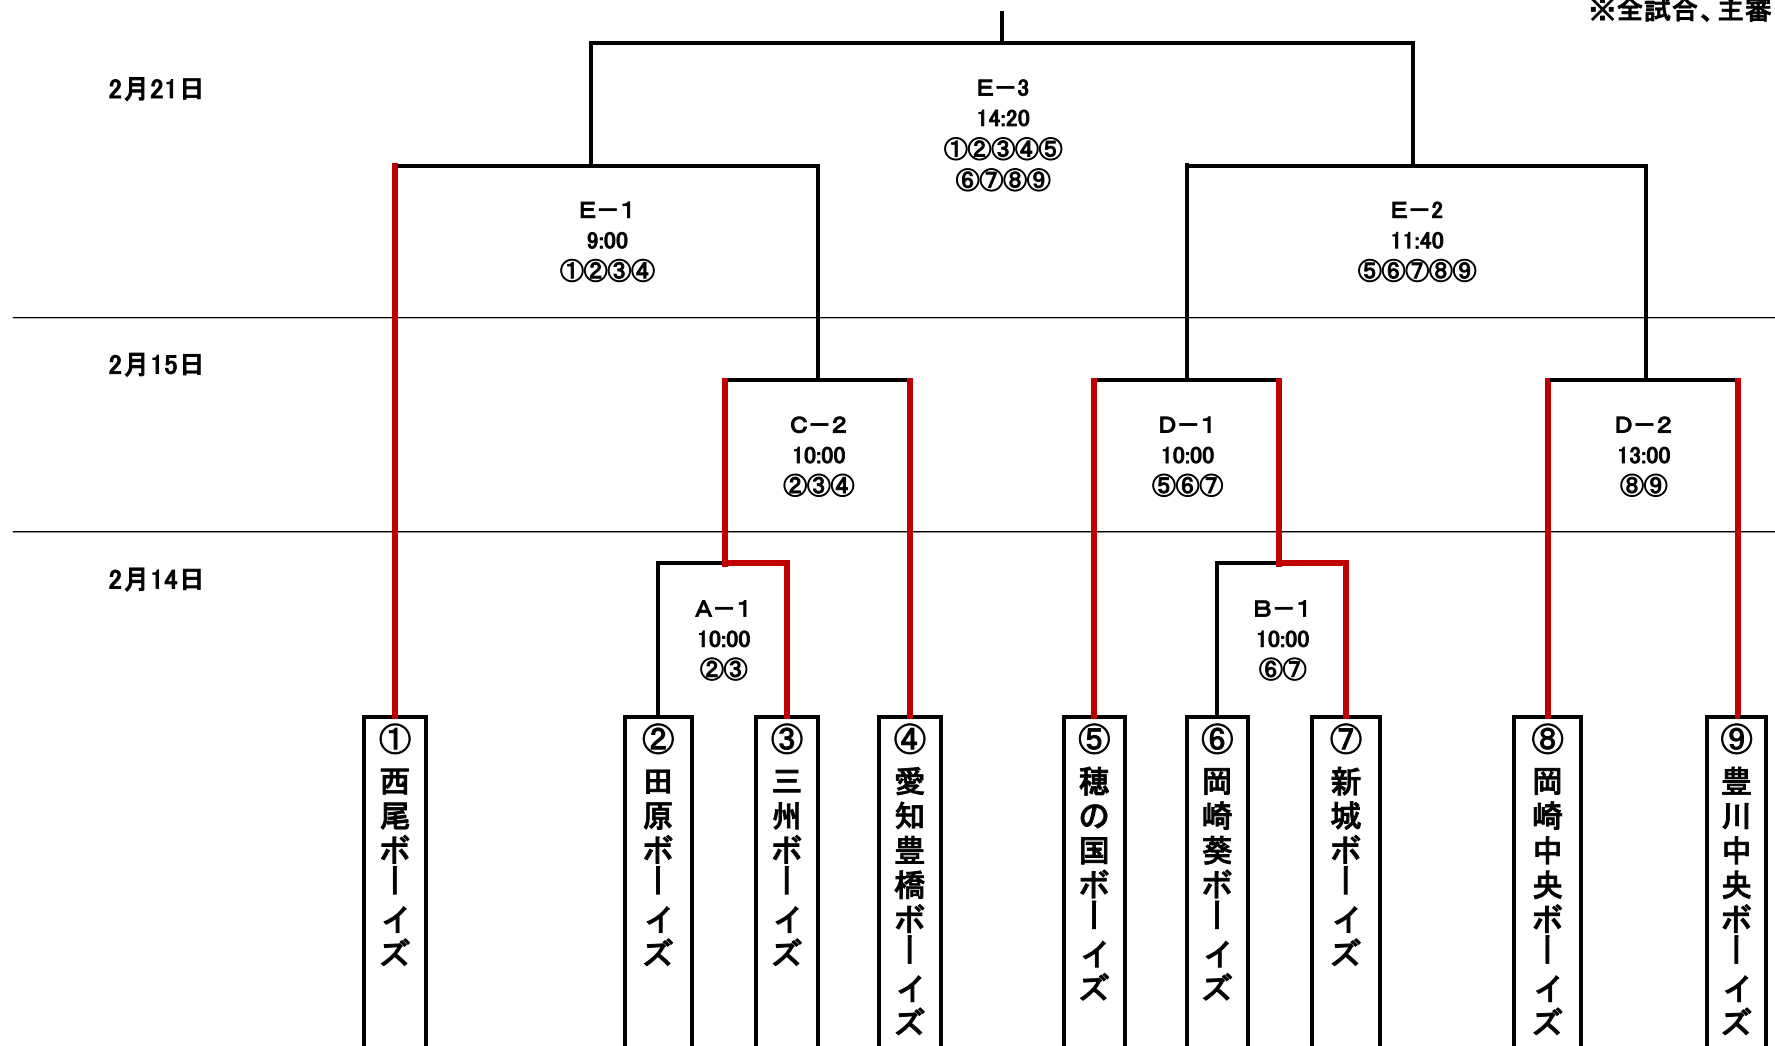 ※全試合、主審
2月21日
E－3
14:20
①②③④⑤
⑥⑦⑧⑨
E－1
9:00
①②③④
E－2
11:40
⑤⑥⑦⑧⑨
2月15日
C－2
10:00
②③④
D－1
10:00
⑤⑥⑦
D－2
13:00
⑧⑨
2月14日
A－1
10:00
②③
B－1
10:00
⑥⑦
①西尾ボーイズ
②田原ボーイズ
③三州ボーイズ
④愛知豊橋ボーイズ
⑤穂の国ボーイズ
⑥岡崎葵ボーイズ
⑦新城ボーイズ
⑧岡崎中央ボーイズ
⑨豊川中央ボーイズ